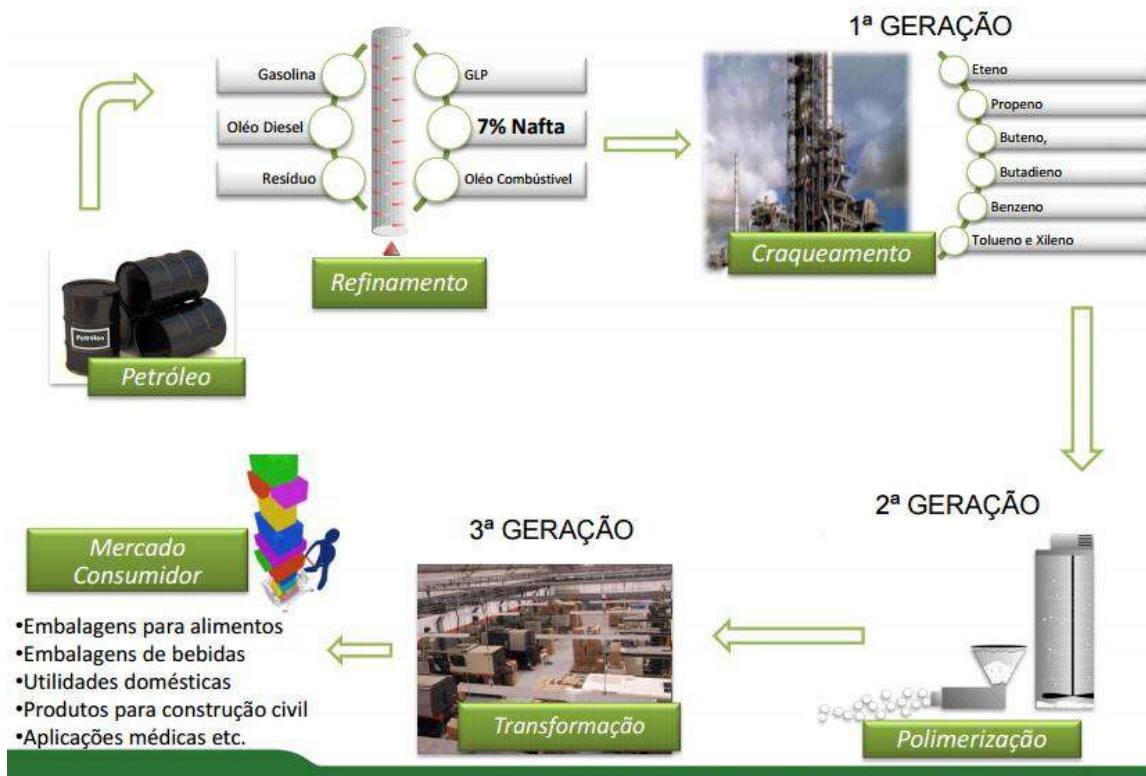 1ª GERAÇÃO
Gasolina
Oléo Diesel
Resíduo
GLP
7% Nafta
Oléo Combústivel
Refinamento
Eteno
Propeno
Buteno,
Butadieno
Benzeno
Tolueno e Xileno
Craqueamento
Petróleo
Petróleo
2ª GERAÇÃO
Polimerização
3ª GERAÇÃO
Transformação
Mercado
Consumidor
•Embalagens para alimentos
•Embalagens de bebidas
•Utilidades domésticas
•Produtos para construção civil
•Aplicações médicas etc.